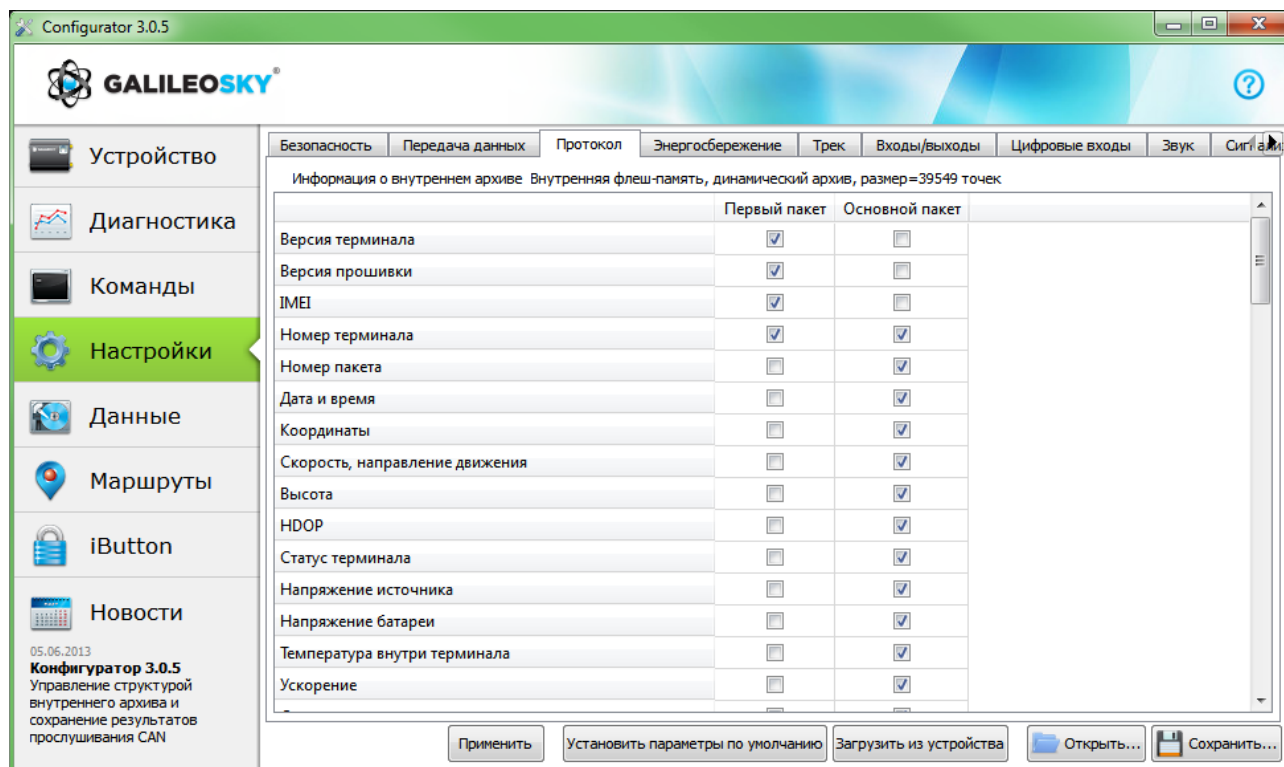 Configurator 3.0.5
GALILEOSKY®
Устройство
Диагностика
Команды
Настройки
Данные
Маршруты
iButton
Новости
05.06.2013
Конфигуратор 3.0.5
Управление структурой
внутреннего архива и
сохранение результатов
прослушивания CAN
Безопасность Передача данных Протокол Энергосбережение Трек Входы/выходы Цифровые входы Звук
Информация о внутреннем архиве Внутренняя флеш-память, динамический архив, размер=39549 точек
Первый пакет Основной пакет
Версия терминала
Версия прошивки
IMEI
Номер терминала
Номер пакета
Дата и время
Координаты
Скорость, направление движения
Высота
HDOP
Статус терминала
Напряжение источника
Напряжение батареи
Температура внутри терминала
Ускорение
Применить Установить параметры по умолчанию Загрузить из устройства Открыть... Сохранить...